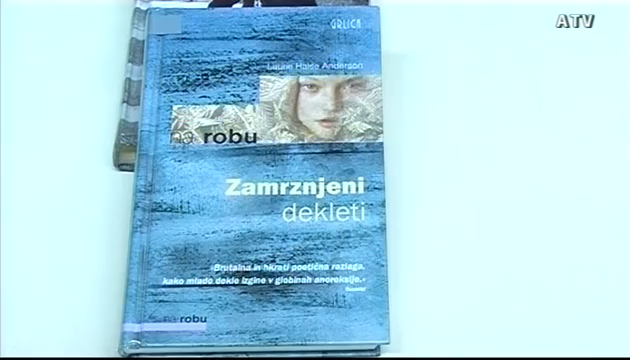 ATV
GRLICA
Laurie Halse Anderson
na robu
Zamrznjeni
dekleti
»Brutalna in hkrati poetična razlaga,
kako mlado dekle izgine v globinah anoreksije.«
na robu